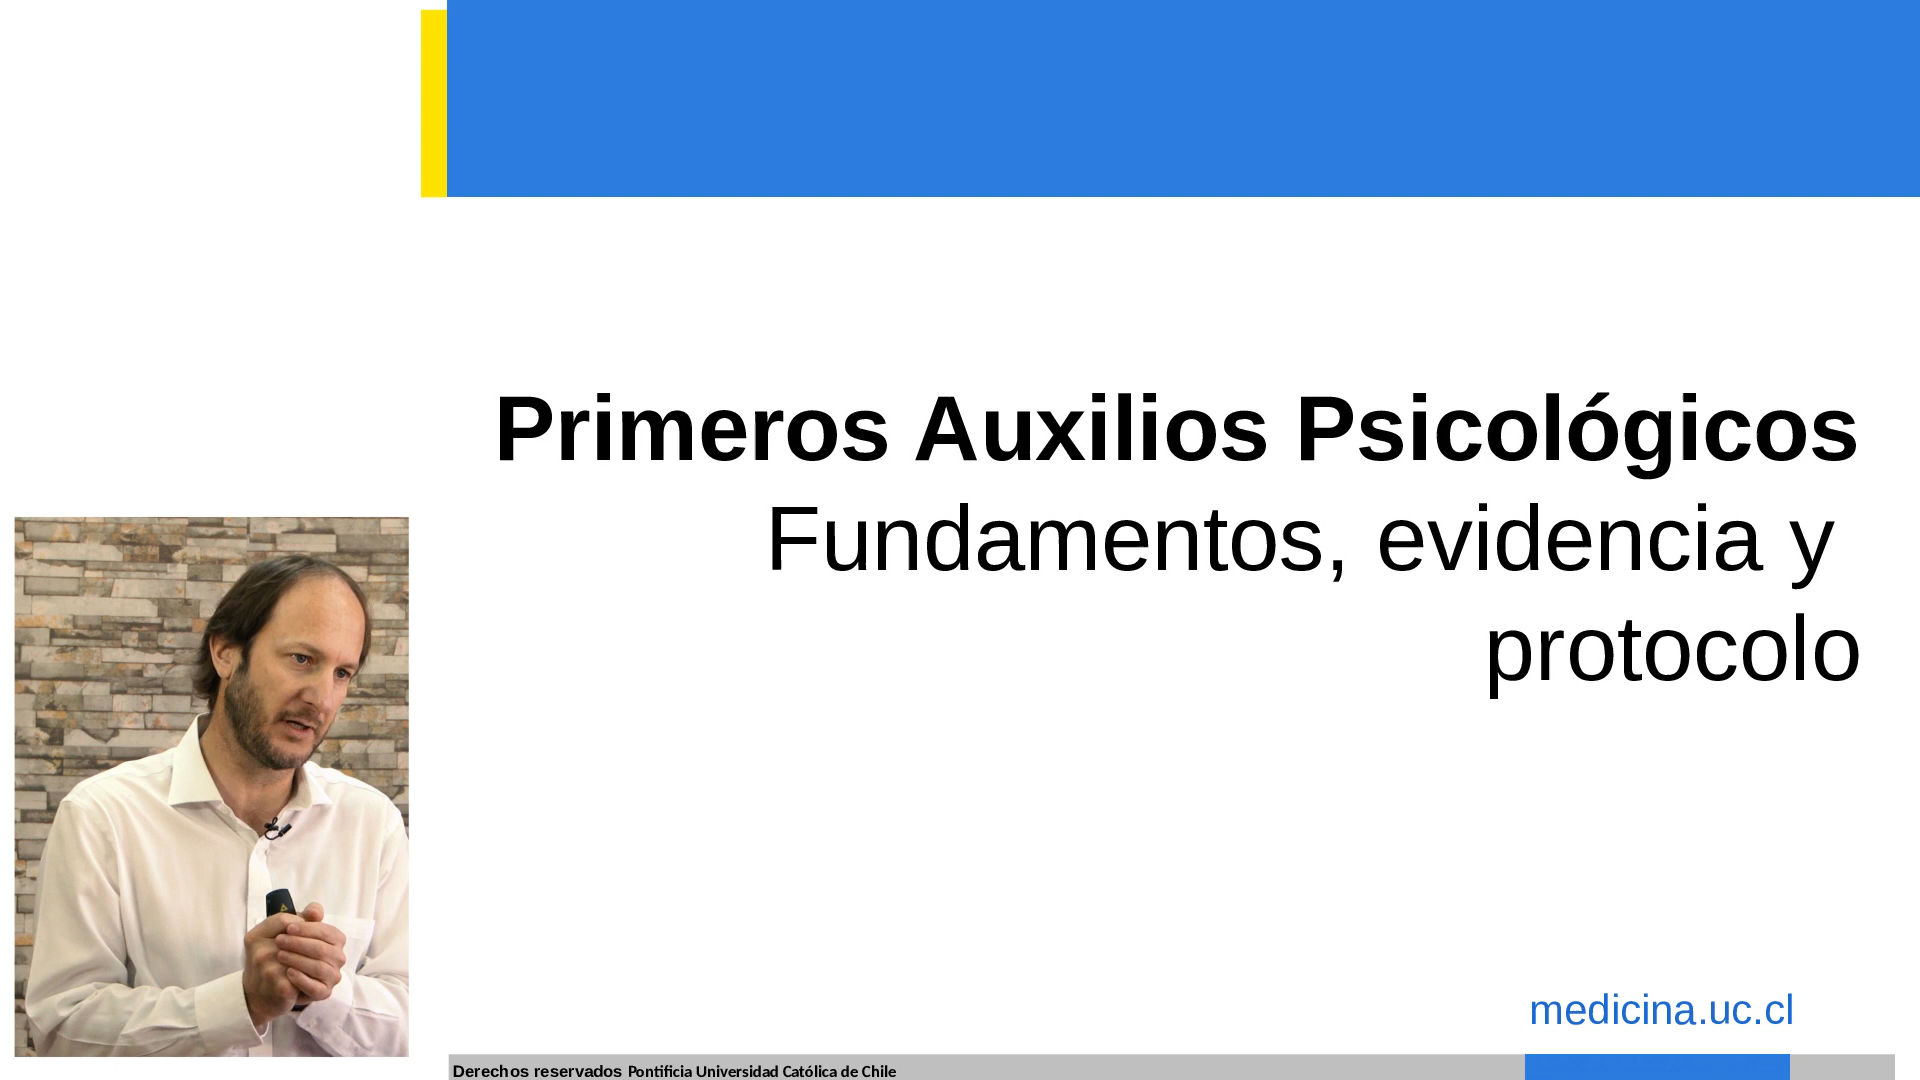 Primeros Auxilios Psicológicos
Fundamentos, evidencia y
protocolo
medicina.uc.cl
Derechos reservados Pontificia Universidad Católica de Chile